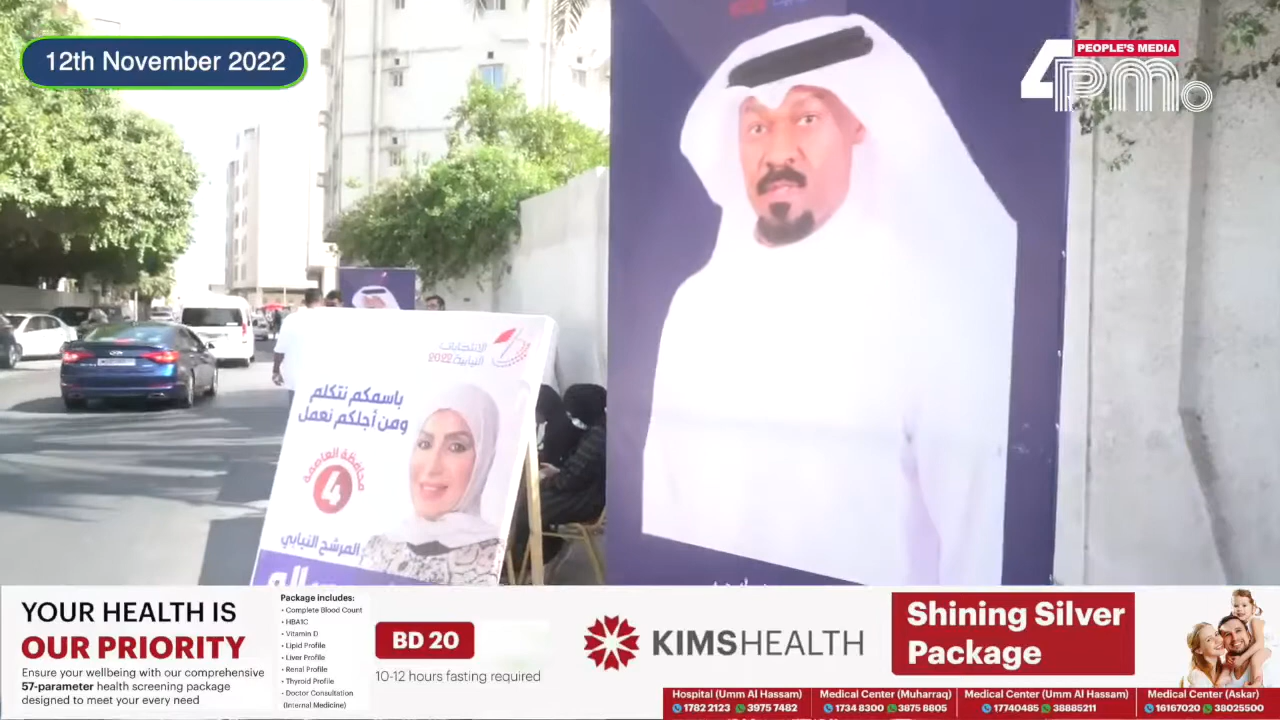 12th November 2022
PEOPLE'S MEDIA
4PM
الانتخابات
النيابية 2022
باسمكم نتكلم
ومن أجلكم نعمل
محافظة العاصمة
4
المرشح النيابي
YOUR HEALTH IS
OUR PRIORITY
Ensure your wellbeing with our comprehensive
57-parameter health screening package
designed to meet your every need
Package includes:
• Complete Blood Count
• HBA1C
• Vitamin D
• Lipid Profile
• Liver Profile
• Renal Profile
• Thyroid Profile
• Doctor Consultation
(Internal Medicine)
BD 20
10-12 hours fasting required
KIMSHEALTH
Shining Silver
Package
Hospital (Umm Al Hassam)
1782 2123 3975 7482
Medical Center (Muharraq)
1734 8300 3875 8805
Medical Center (Umm Al Hassam)
17740485 38885211
Medical Center (Askar)
16167020 38025500